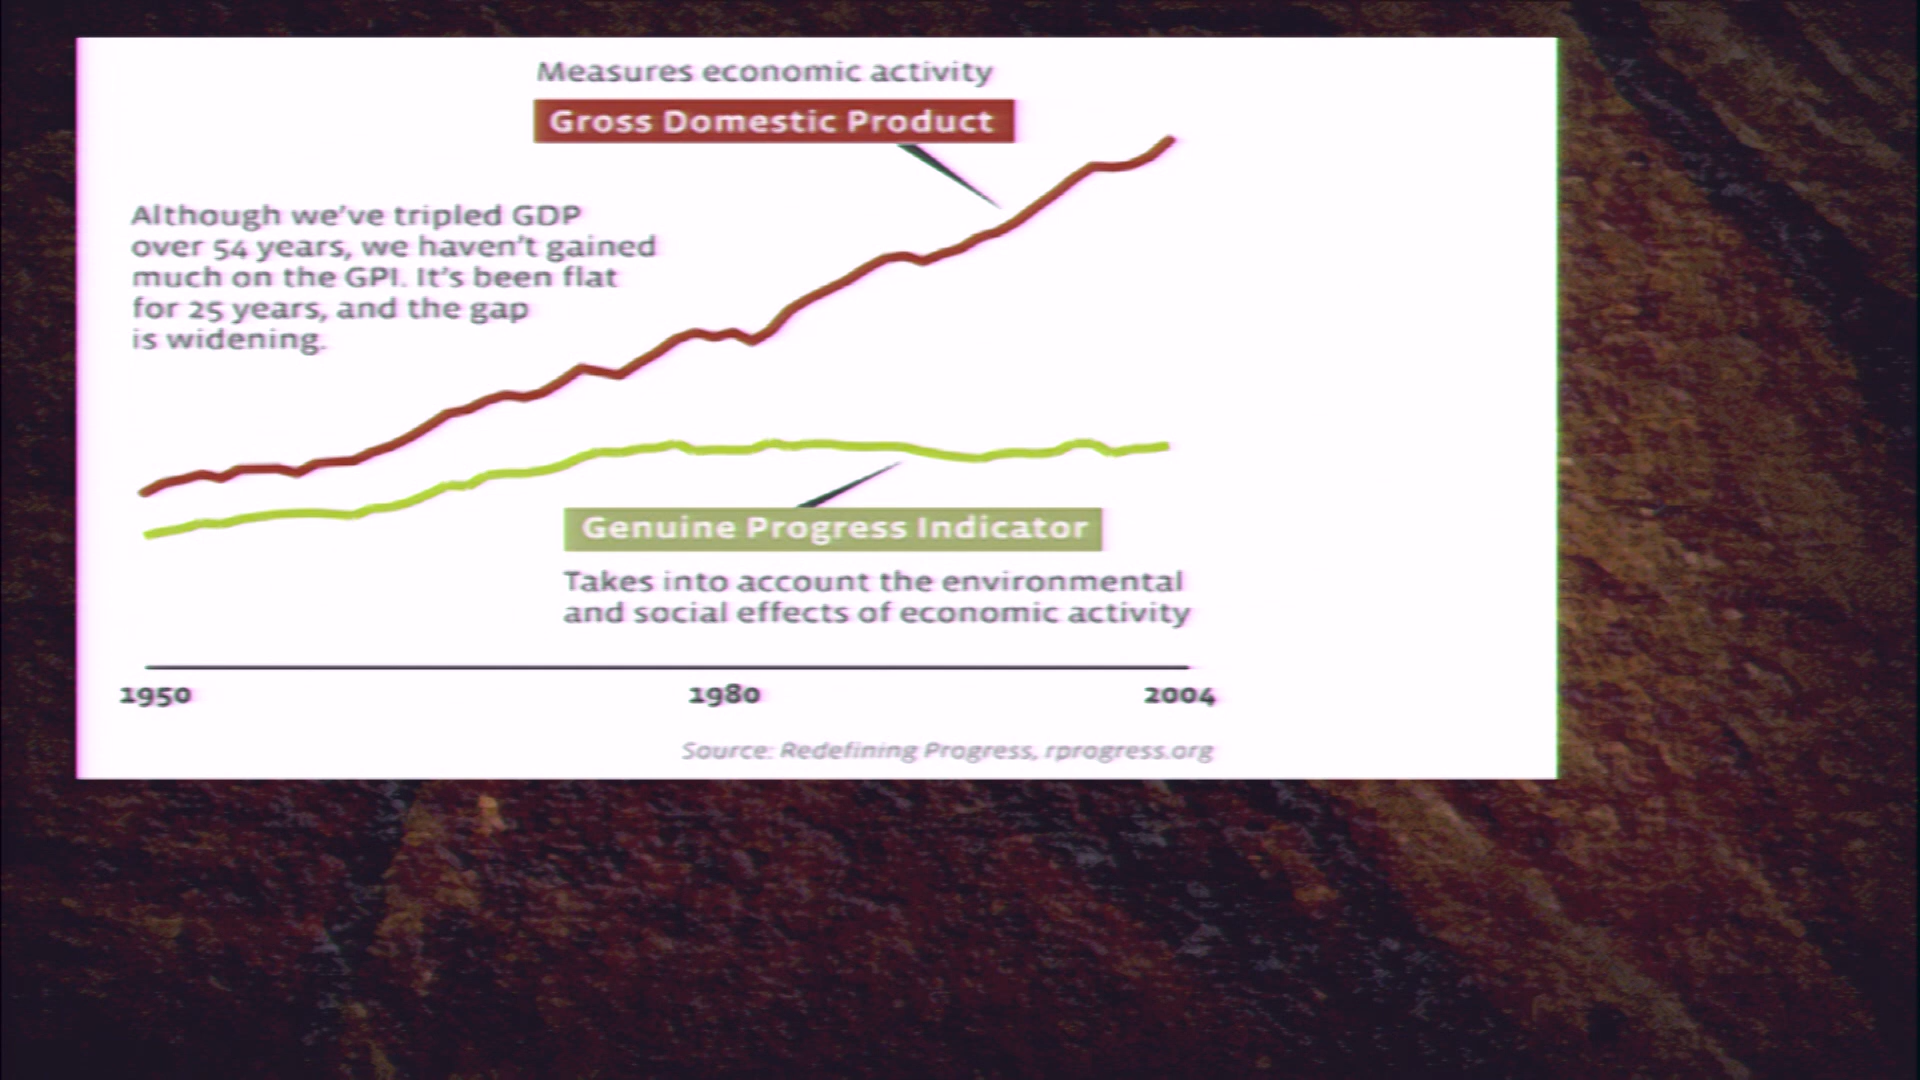 Measures economic activity
Gross Domestic Product
Although we've tripled GDP
over 54 years, we haven't gained
much on the GPI. It's been flat
for 25 years, and the gap
is widening.
Genuine Progress Indicator
Takes into account the environmental
and social effects of economic activity
1950 1980 2004
Source: Redefining Progress, rprogress.org